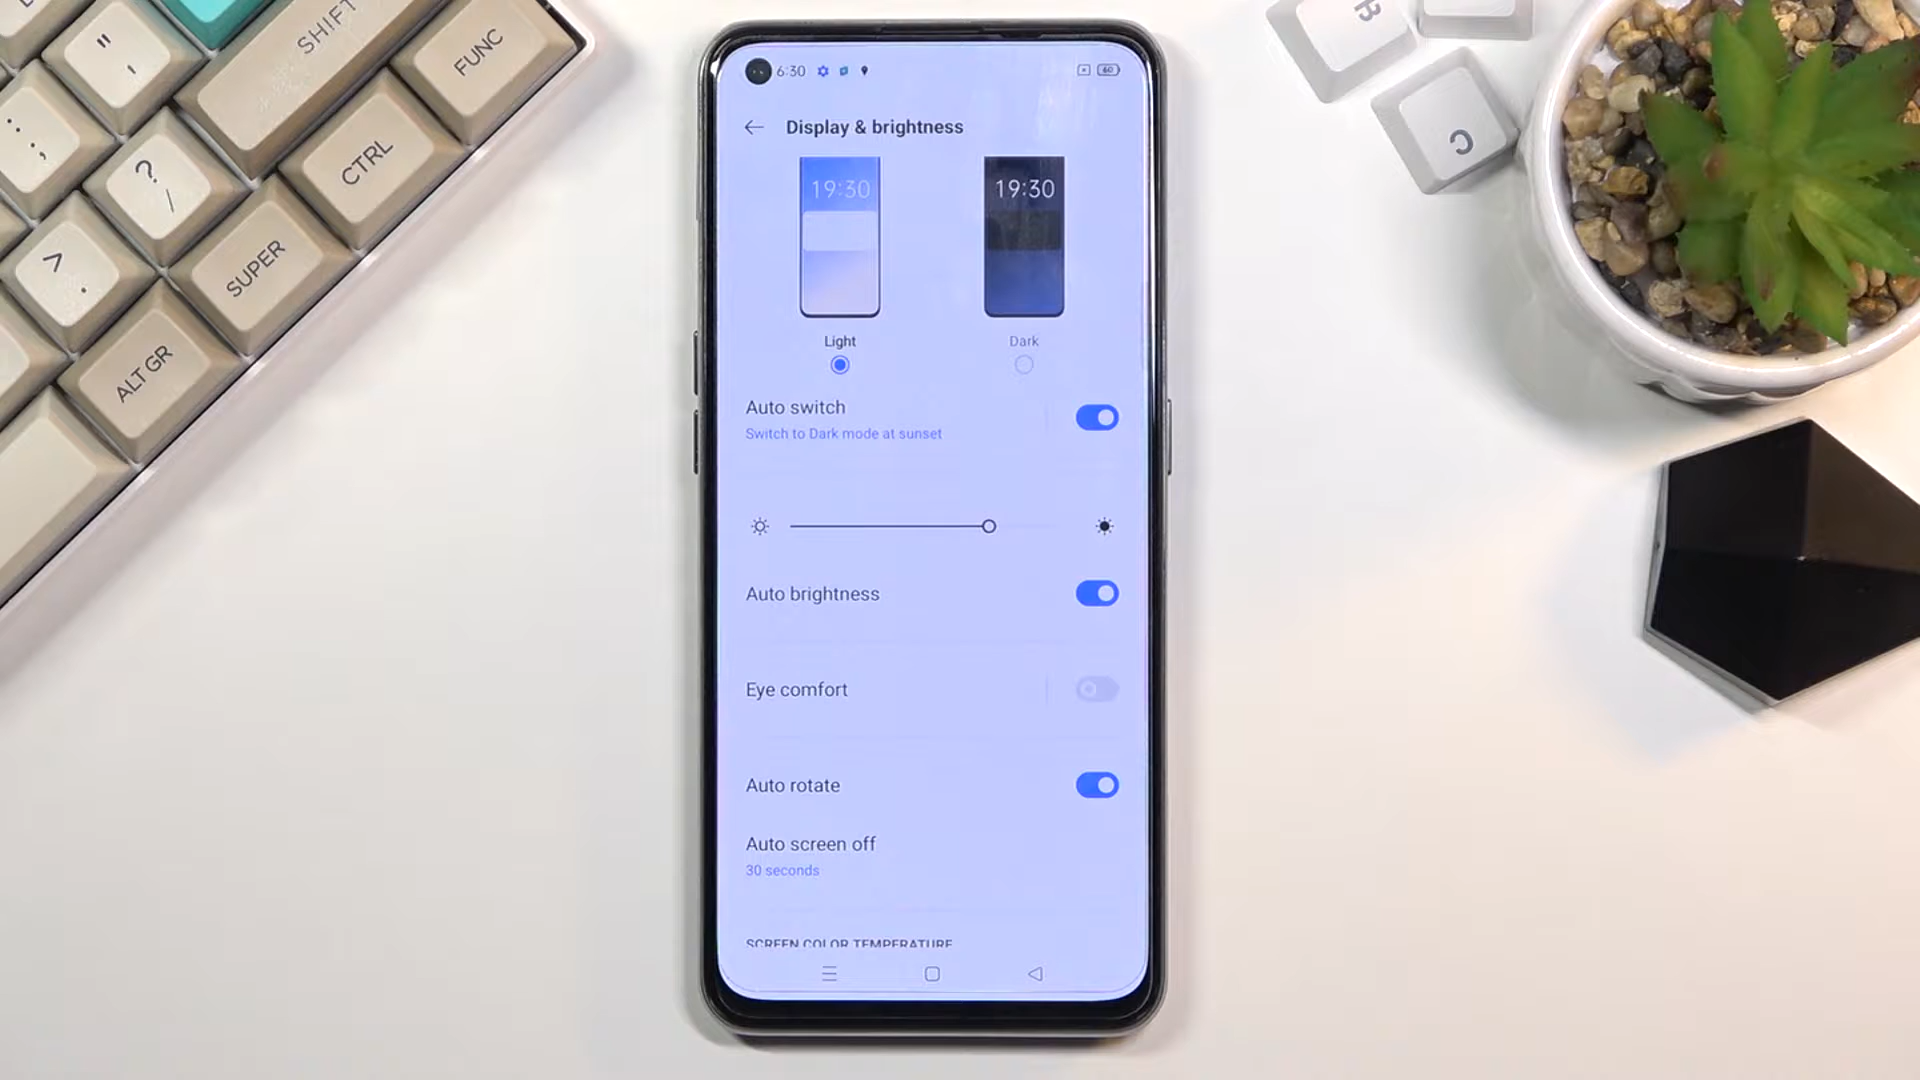 "
,
SHIFT
FUNC
;
?
/
CTRL
>
.
SUPER
ALT GR
B
C
6:30
60
Display & brightness
19:30
19:30
Light
Dark
Auto switch
Switch to Dark mode at sunset
Auto brightness
Eye comfort
Auto rotate
Auto screen off
30 seconds
SCREEN COLOR TEMPERATURE